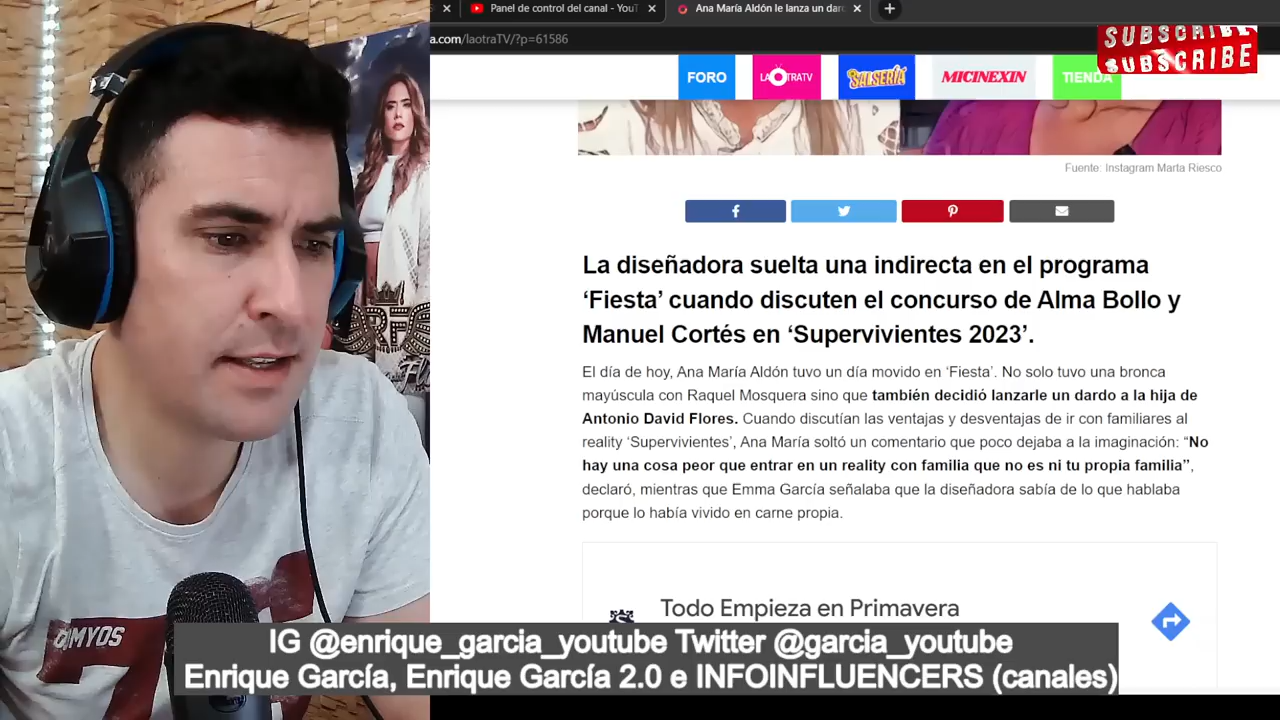 Panel de control del canal - YouT
Ana María Aldón le lanza un dar
a.com/laotraTV/?p=61586
SUBSCRIBE
SUBSCRIBE
FORO
LAOTRATV
SALSERÍA
MICINEXIN
TIENDA
Fuente: Instagram Marta Riesco
La diseñadora suelta una indirecta en el programa
‘Fiesta’ cuando discuten el concurso de Alma Bollo y
Manuel Cortés en ‘Supervivientes 2023’.
El día de hoy, Ana María Aldón tuvo un día movido en ‘Fiesta’. No solo tuvo una bronca
mayúscula con Raquel Mosquera sino que también decidió lanzarle un dardo a la hija de
Antonio David Flores. Cuando discutían las ventajas y desventajas de ir con familiares al
reality ‘Supervivientes’, Ana María soltó un comentario que poco dejaba a la imaginación: “No
hay una cosa peor que entrar en un reality con familia que no es ni tu propia familia”,
declaró, mientras que Emma García señalaba que la diseñadora sabía de lo que hablaba
porque lo había vivido en carne propia.
Todo Empieza en Primavera
IG @enrique_garcia_youtube Twitter @garcia_youtube
Enrique García, Enrique García 2.0 e INFOINFLUENCERS (canales)